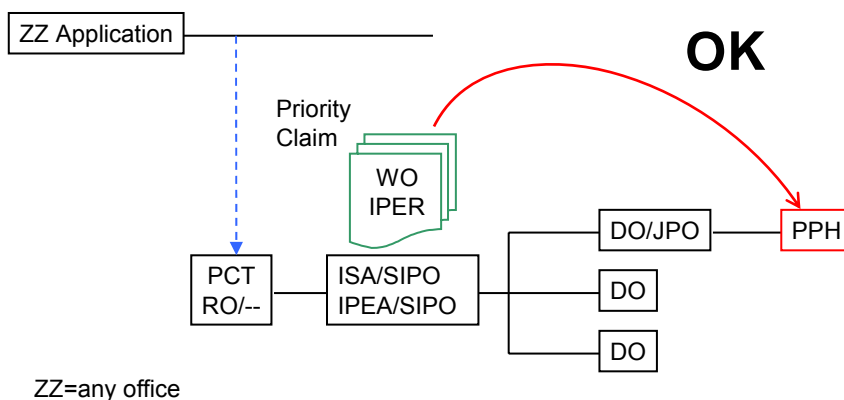 ZZ Application
OK
Priority
Claim
WO
IPER
DO/JPO
PPH
PCT
RO/--
ISA/SIPO
IPEA/SIPO
DO
DO
ZZ=any office